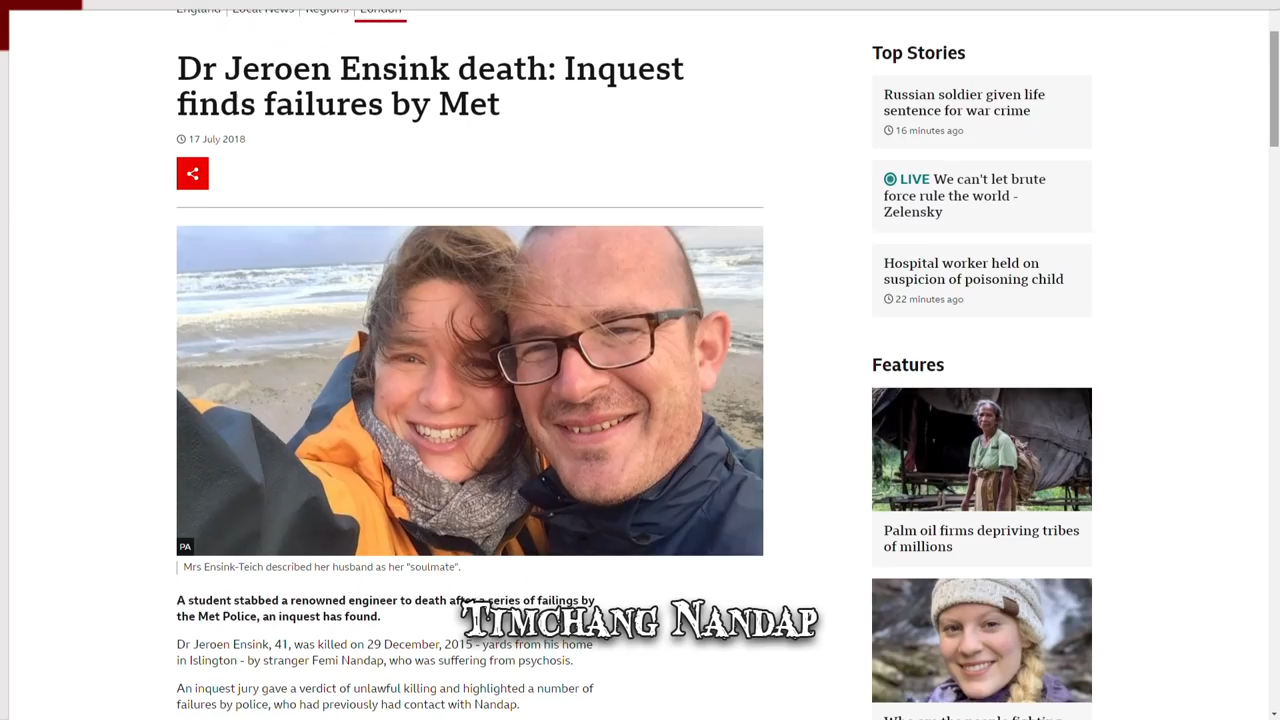 England Local News Regions London
Dr Jeroen Ensink death: Inquest
finds failures by Met
17 July 2018
PA
Mrs Ensink-Teich described her husband as her "soulmate".
A student stabbed a renowned engineer to death after a series of failings by
the Met Police, an inquest has found.
Dr Jeroen Ensink, 41, was killed on 29 December, 2015 - yards from his home
in Islington - by stranger Femi Nandap, who was suffering from psychosis.
An inquest jury gave a verdict of unlawful killing and highlighted a number of
failures by police, who had previously had contact with Nandap.
Timchang Nandap
Top Stories
Russian soldier given life
sentence for war crime
16 minutes ago
LIVE We can't let brute
force rule the world -
Zelensky
Hospital worker held on
suspicion of poisoning child
22 minutes ago
Features
Palm oil firms depriving tribes
of millions
Who are the people fighting